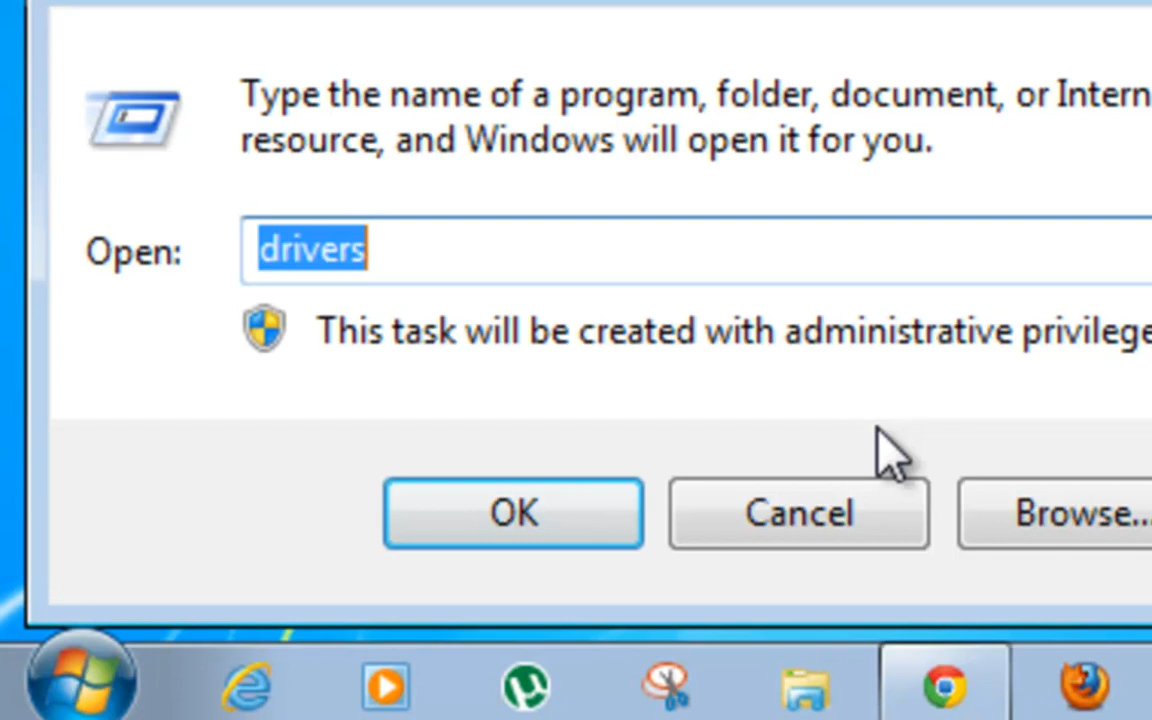 Type the name of a program, folder, document, or Intern
resource, and Windows will open it for you.
Open: drivers
This task will be created with administrative privilege
OK Cancel Browse...